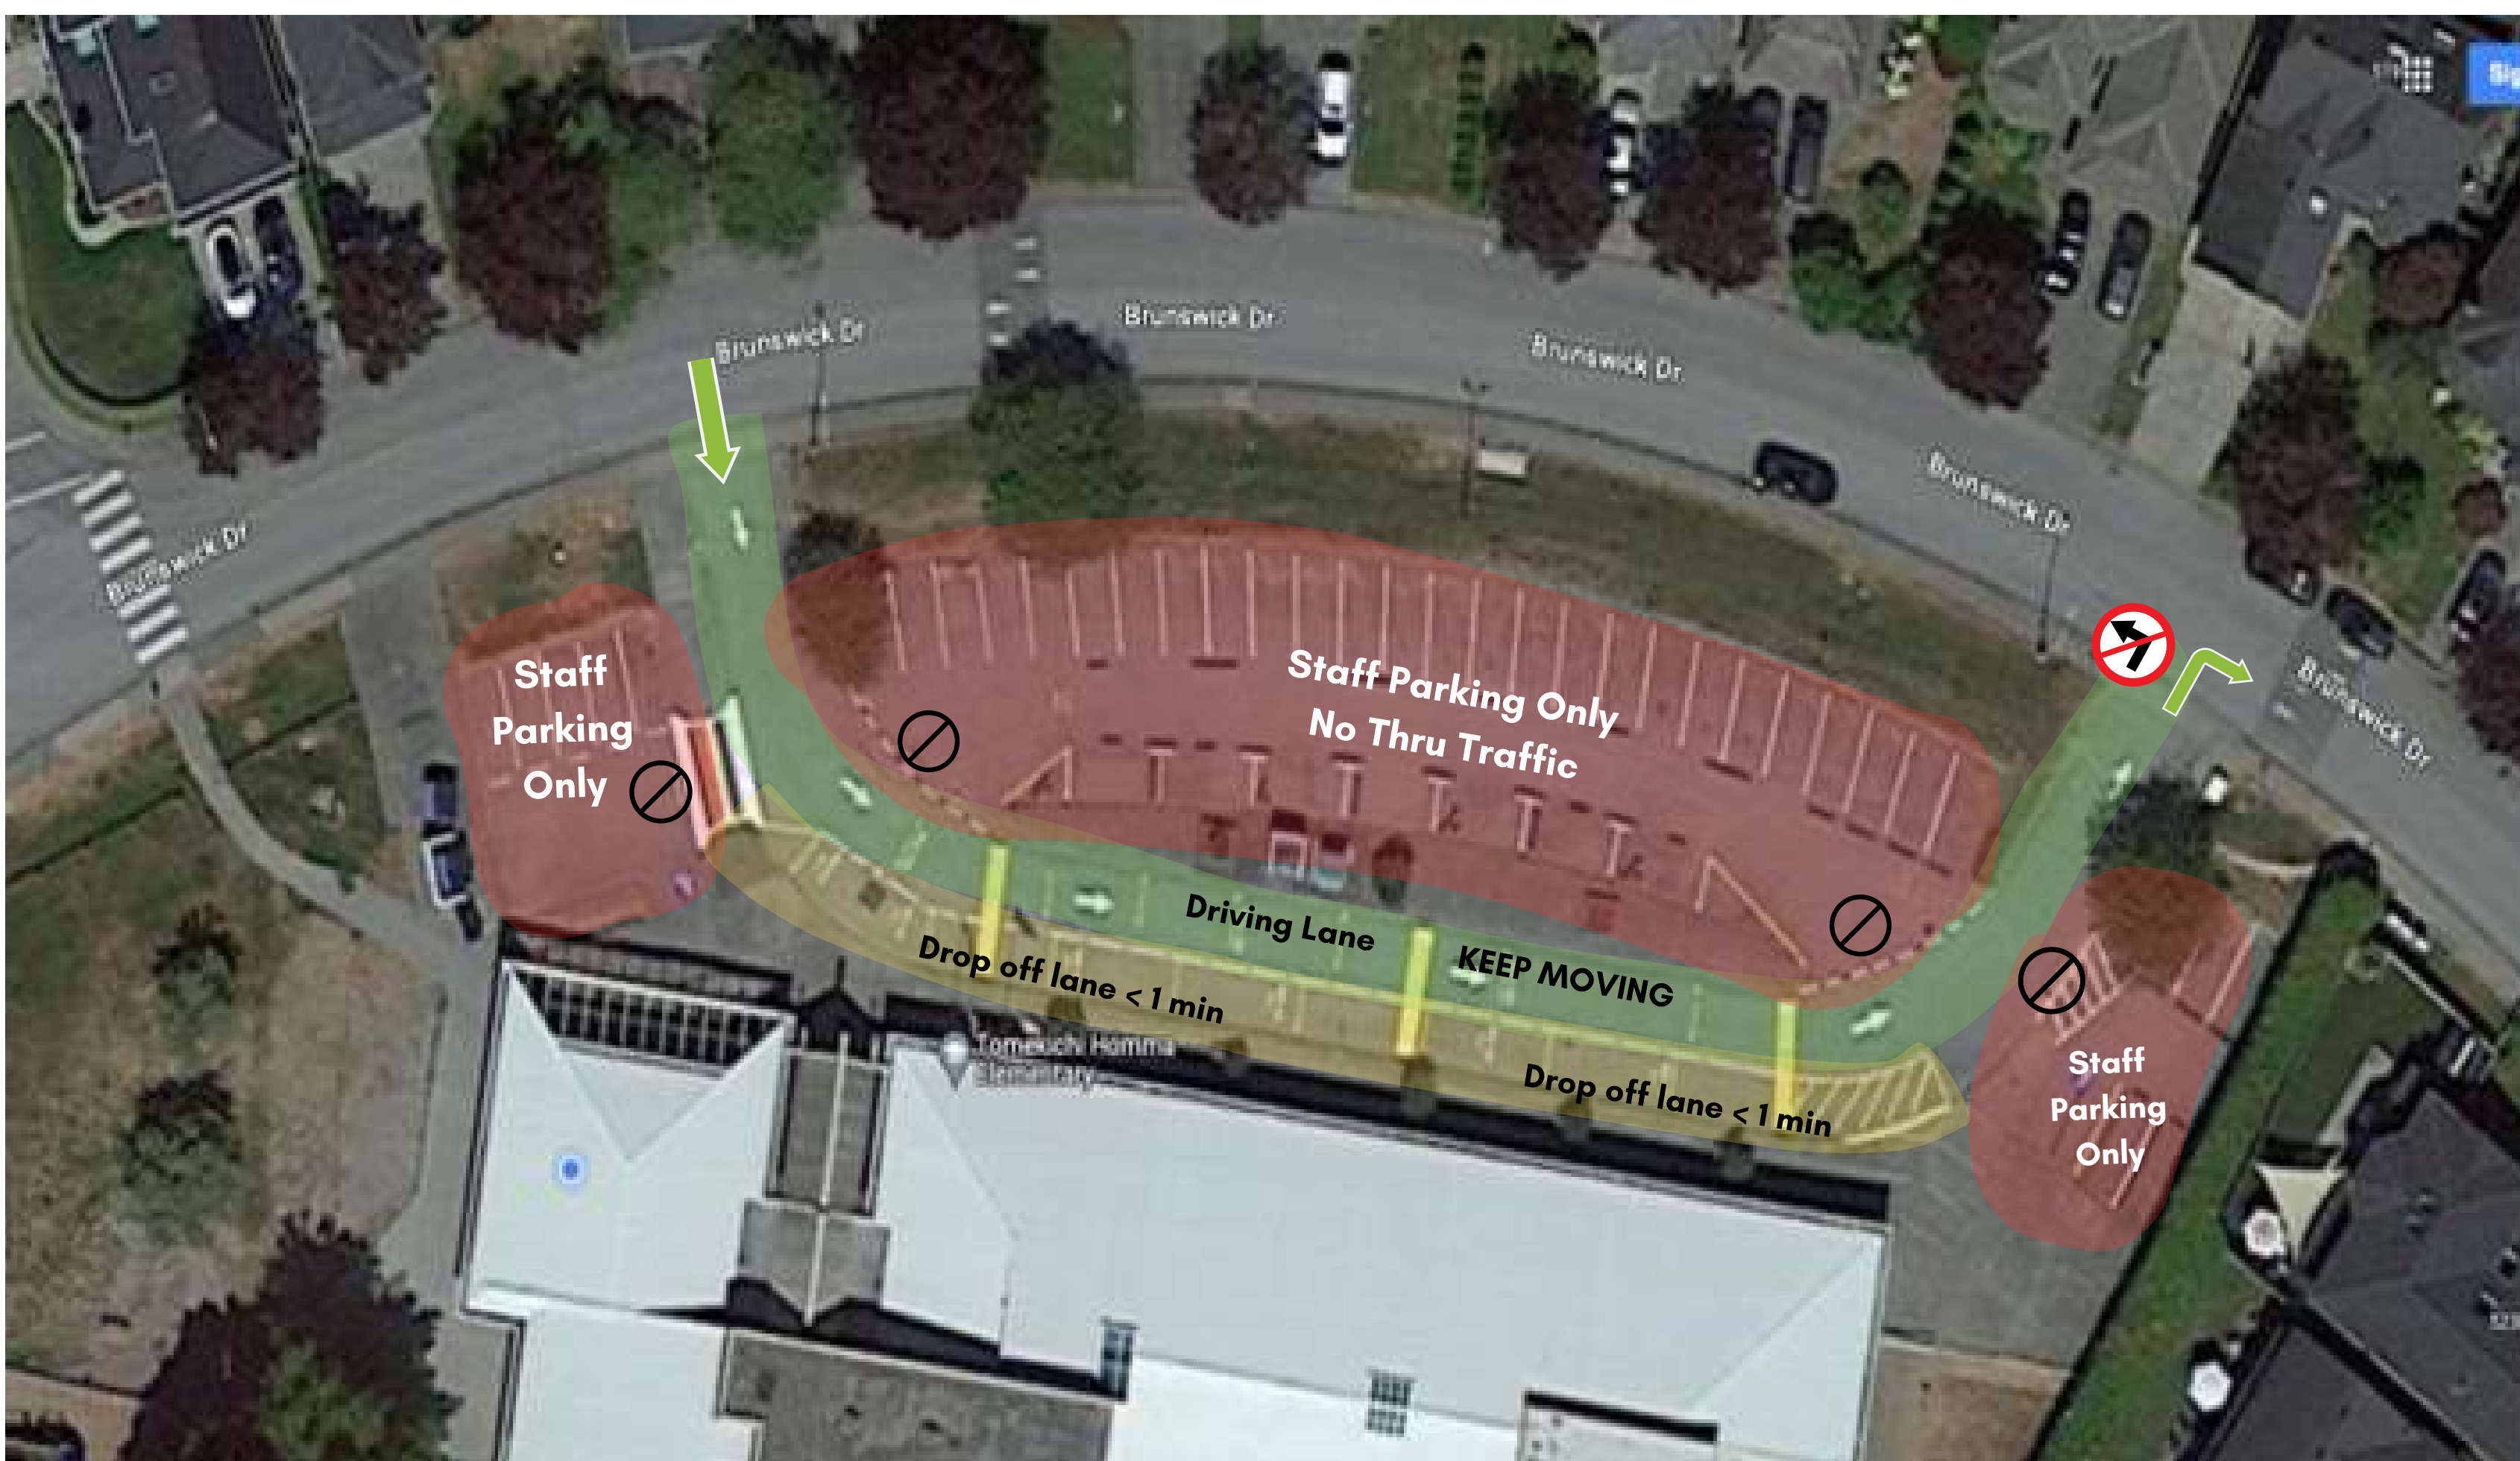 Brunswick Dr
Brunswick Dr
Brunswick Dr
Brunswick Dr
Brunswick Dr
Brunswick Dr
Staff
Parking
Only
Staff Parking Only
No Thru Traffic
Driving Lane
KEEP MOVING
Drop off lane < 1 min
Drop off lane < 1 min
Tomekichi Homma
Elementary
Staff
Parking
Only